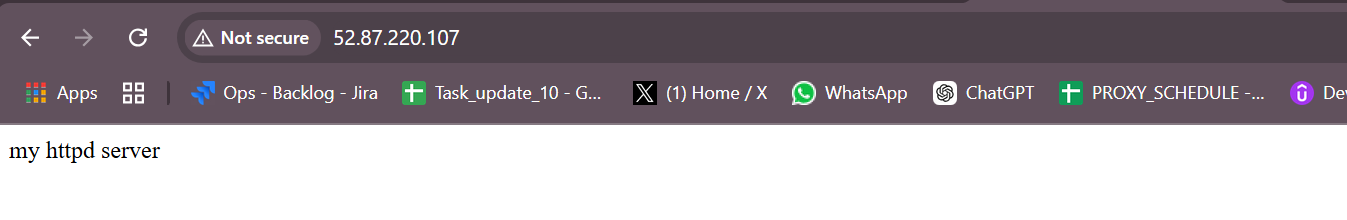 Not secure 52.87.220.107
Apps Ops - Backlog - Jira Task_update_10 - G... (1) Home / X WhatsApp ChatGPT PROXY_SCHEDULE -... De
my httpd server